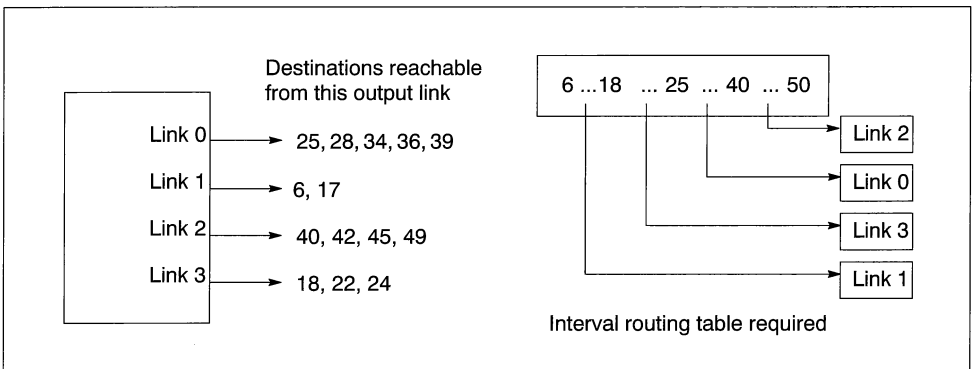 Destinations reachable
from this output link
Link 0
25, 28, 34, 36, 39
Link 1
6, 17
Link 2
40, 42, 45, 49
Link 3
18, 22, 24
6 ...18 ... 25 ... 40 ... 50
Link 2
Link 0
Link 3
Link 1
Interval routing table required